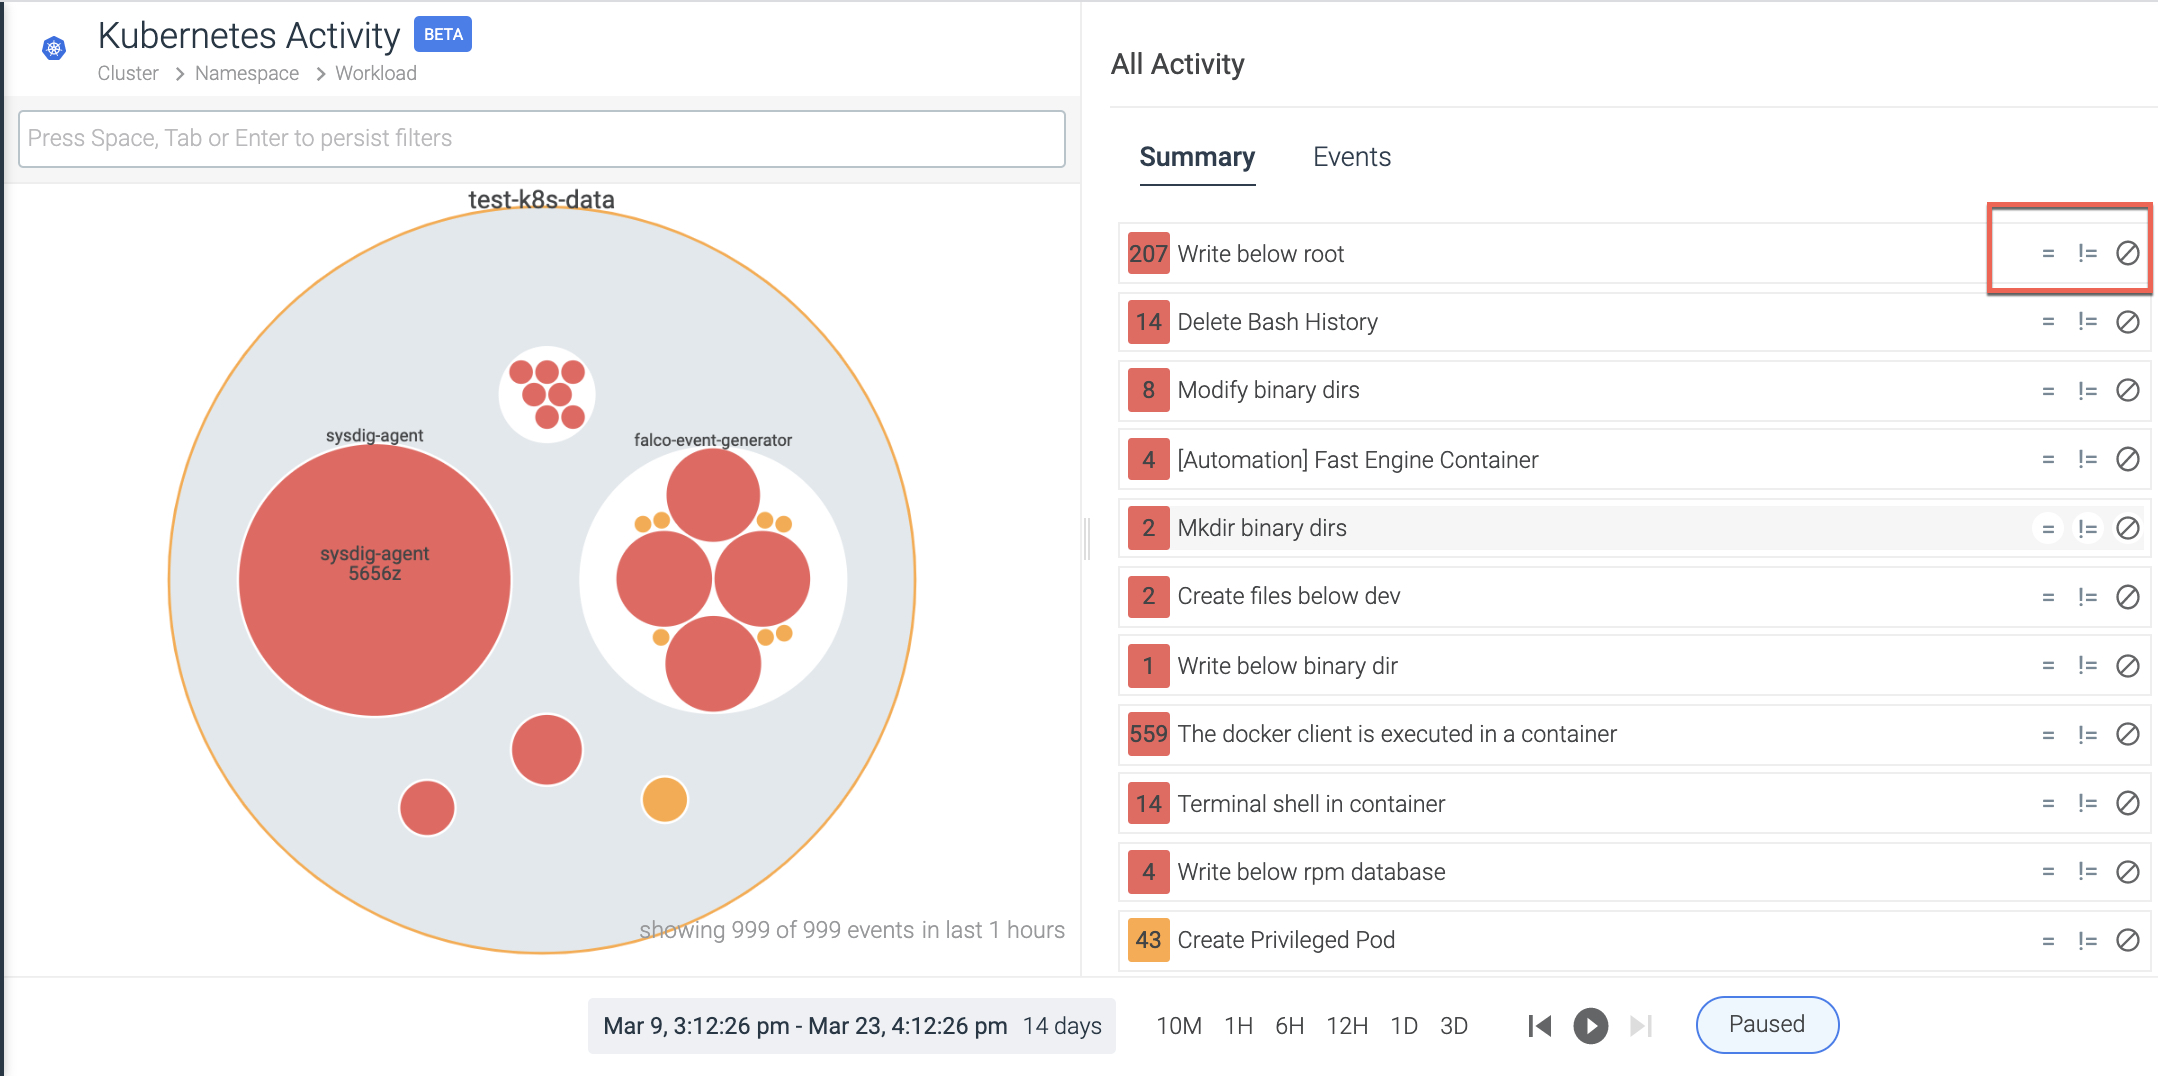 Kubernetes Activity BETA
Cluster > Namespace > Workload
Press Space, Tab or Enter to persist filters
test-k8s-data
sysdig-agent
falco-event-generator
sysdig-agent
5656z
showing 999 of 999 events in last 1 hours
All Activity
Summary Events
207 Write below root = !=
14 Delete Bash History = !=
8 Modify binary dirs = !=
4 [Automation] Fast Engine Container = !=
2 Mkdir binary dirs = !=
2 Create files below dev = !=
1 Write below binary dir = !=
559 The docker client is executed in a container = !=
14 Terminal shell in container = !=
4 Write below rpm database = !=
43 Create Privileged Pod = !=
Mar 9, 3:12:26 pm - Mar 23, 4:12:26 pm 14 days 10M 1H 6H 12H 1D 3D Paused